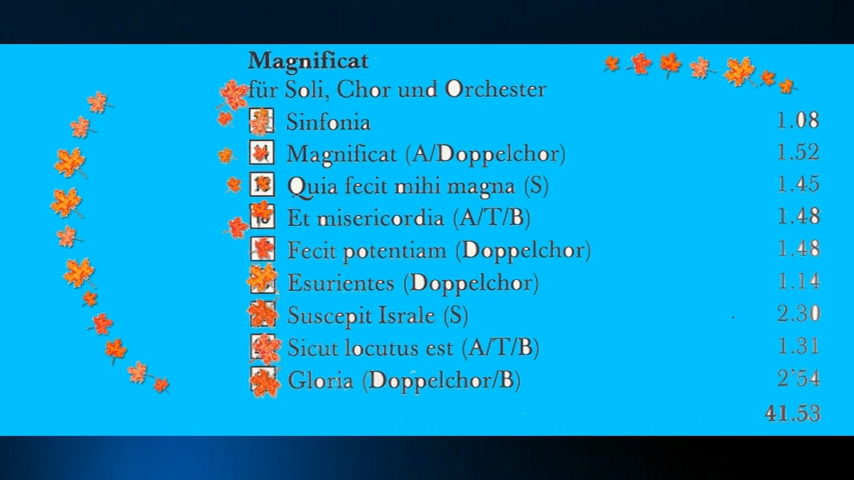 Magnificat
für Soli, Chor und Orchester
Sinfonia 1.08
Magnificat (A/Doppelchor) 1.52
Quia fecit mihi magna (S) 1.45
Et misericordia (A/T/B) 1.48
Fecit potentiam (Doppelchor) 1.48
Esurientes (Doppelchor) 1.14
Suscepit Israle (S) 2.30
Sicut locutus est (A/T/B) 1.31
Gloria (Doppelchor/B) 2'54
41.53